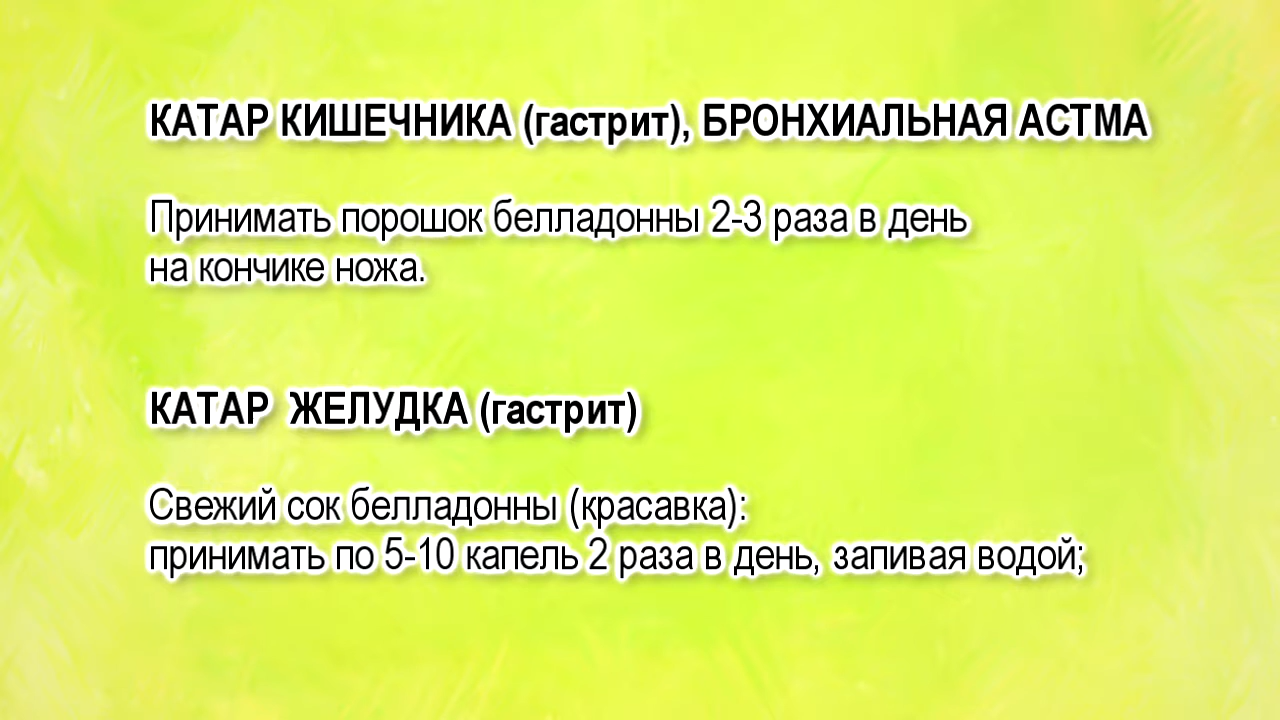 КАТАР КИШЕЧНИКА (гастрит), БРОНХИАЛЬНАЯ АСТМА
Принимать порошок белладонны 2-3 раза в день
на кончике ножа.
КАТАР ЖЕЛУДКА (гастрит)
Свежий сок белладонны (красавка):
принимать по 5-10 капель 2 раза в день, запивая водой;